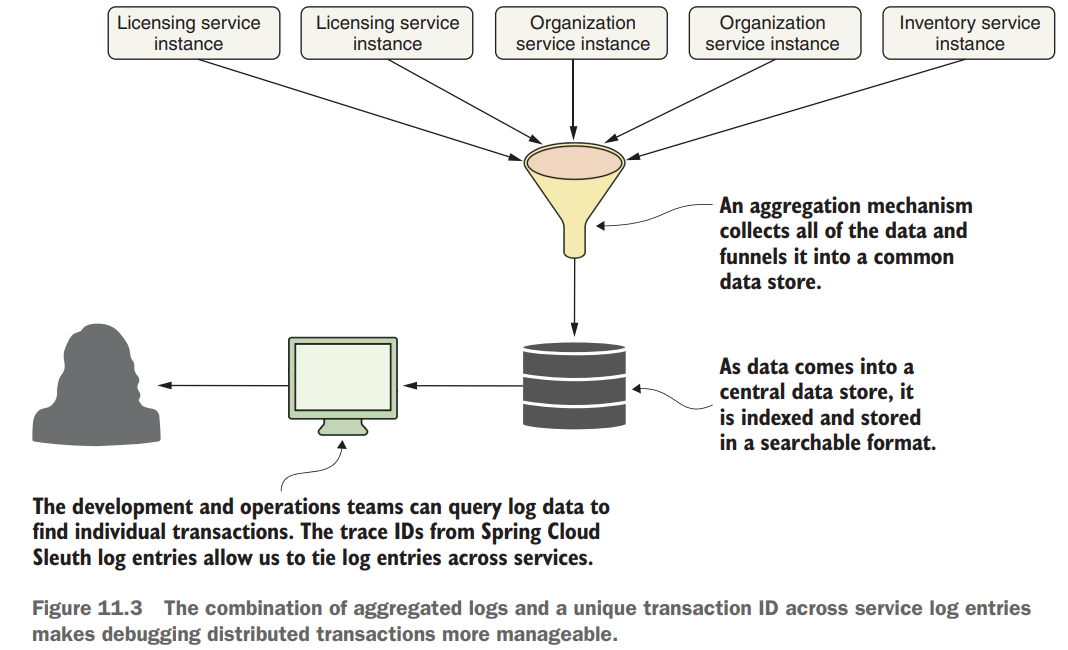 Licensing service
instance
Licensing service
instance
Organization
service instance
Organization
service instance
Inventory service
instance
An aggregation mechanism
collects all of the data and
funnels it into a common
data store.
As data comes into a
central data store, it
is indexed and stored
in a searchable format.
The development and operations teams can query log data to
find individual transactions. The trace IDs from Spring Cloud
Sleuth log entries allow us to tie log entries across services.
Figure 11.3 The combination of aggregated logs and a unique transaction ID across service log entries
makes debugging distributed transactions more manageable.